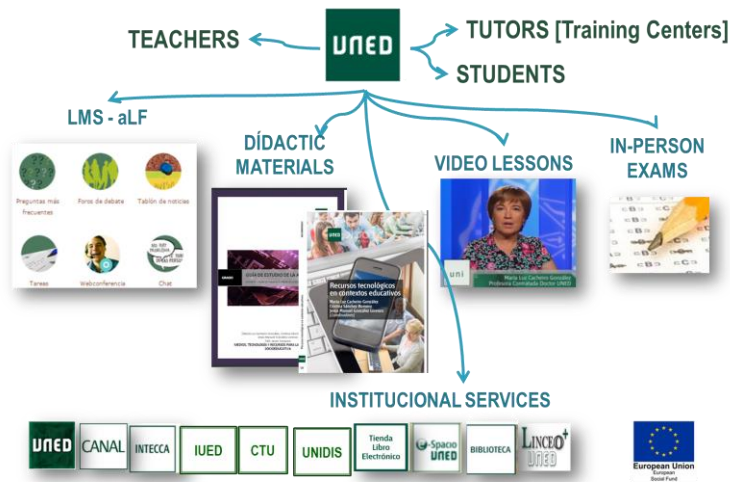 UNED
TEACHERS
TUTORS [Training Centers]
STUDENTS
LMS - aLF
DÍDACTIC
MATERIALS
VIDEO LESSONS
IN-PERSON
EXAMS
Preguntas más
frecuentes
Foros de debate
Tablón de noticias
Tareas
Webconferencia
Chat
Recursos tecnológicos
en contextos educativos
uni
María Luz Cacheiro González
Profesora Contratada Doctor UNED
INSTITUCIONAL SERVICES
UNED
CANAL
INTECCA
IUED
CTU
UNIDIS
Tienda
Libro
Electrónico
e-Spacio
UNED
BIBLIOTECA
LINCEO+
UNED
European Union
European
Social Fund